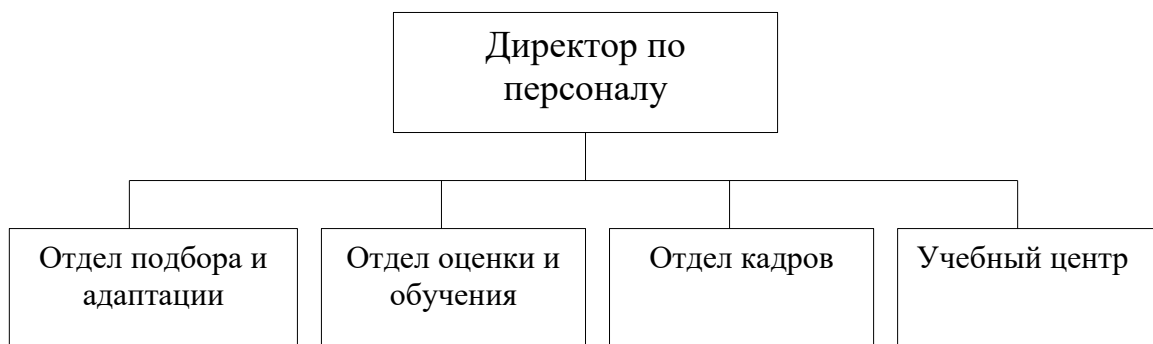 Директор по
персоналу
Отдел подбора и
адаптации
Отдел оценки и
обучения
Отдел кадров
Учебный центр